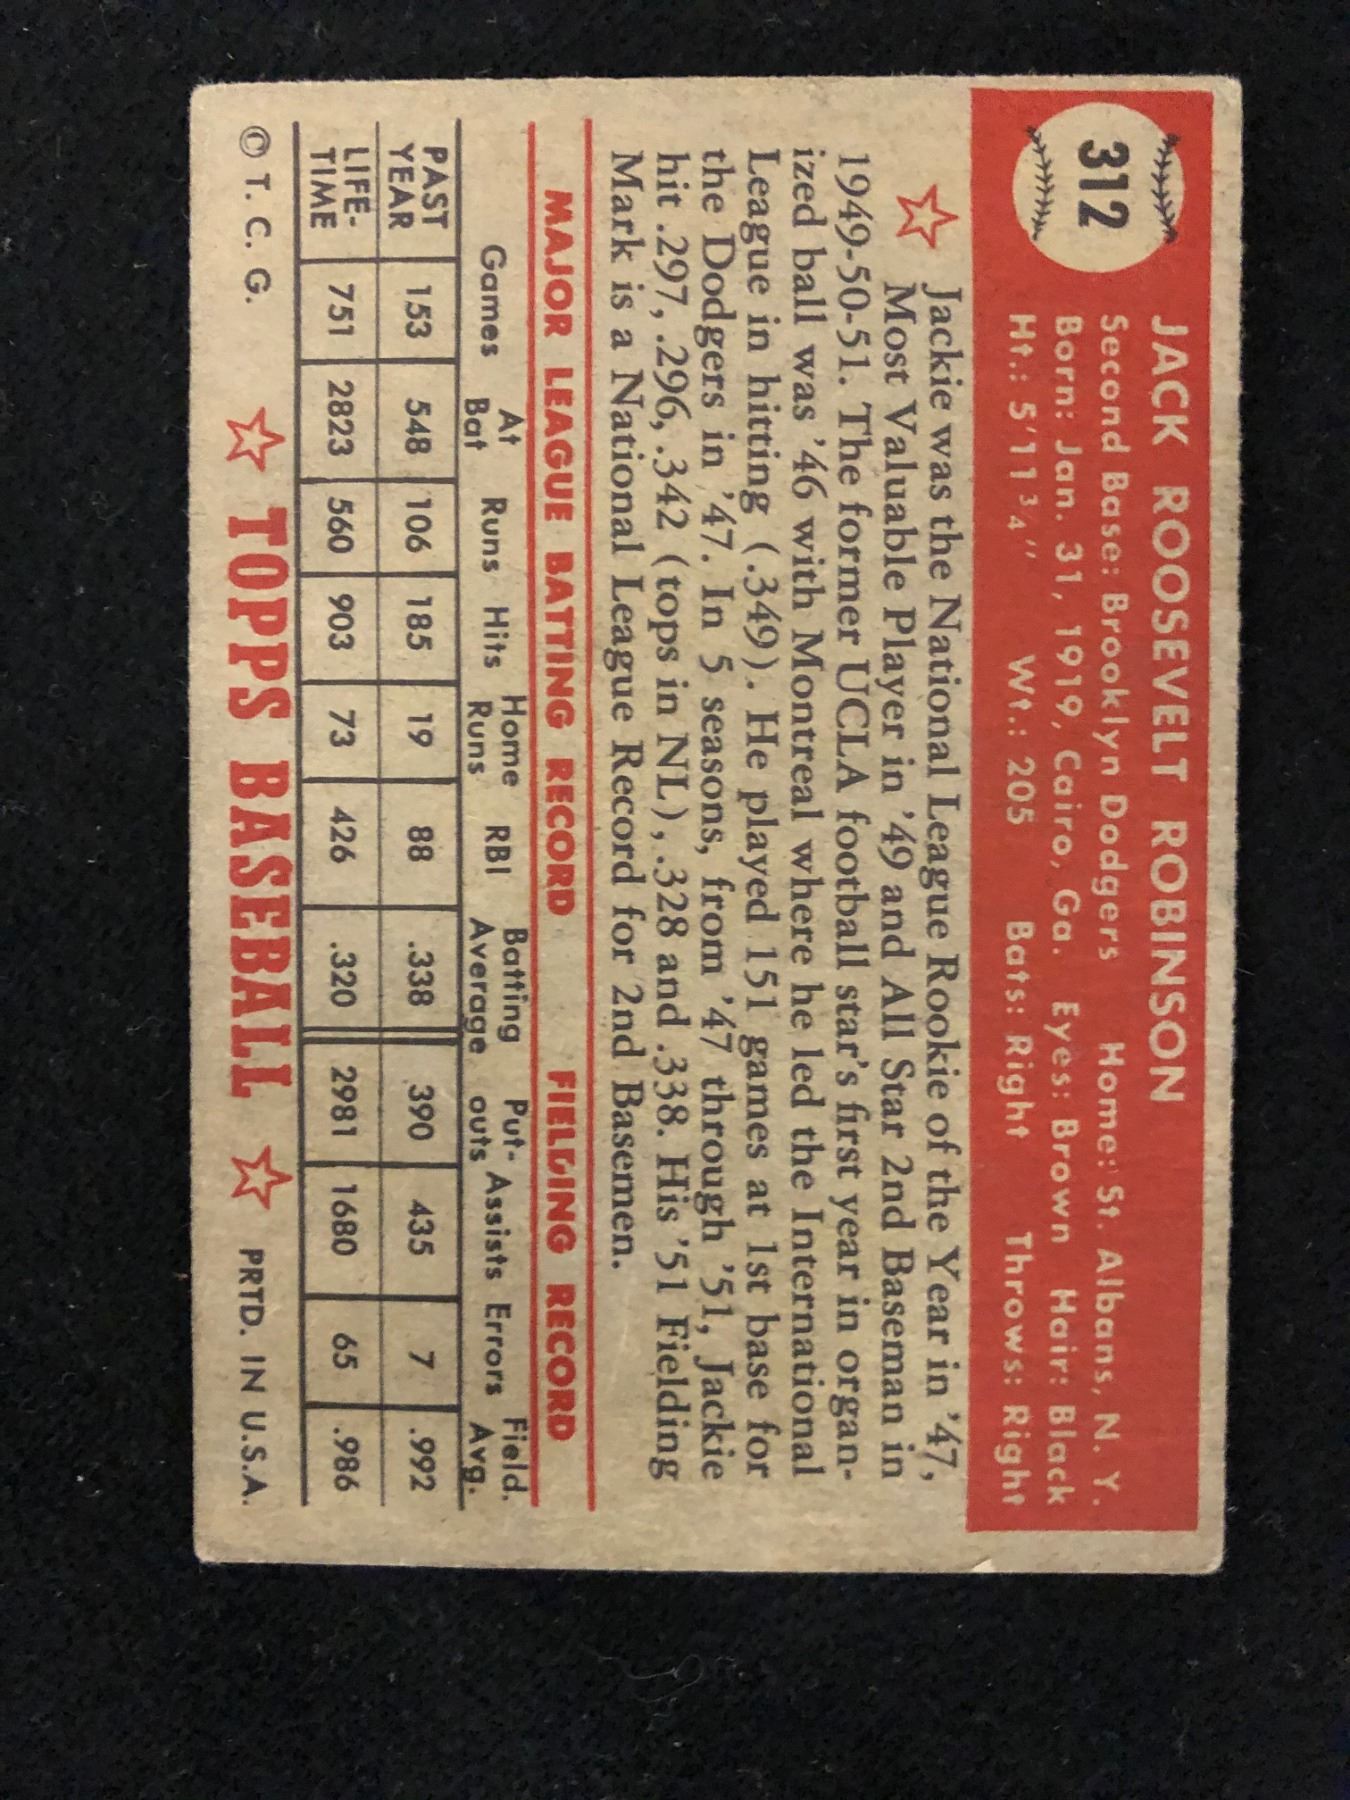 312
JACK ROOSEVELT ROBINSON
Second Base: Brooklyn Dodgers Home: St. Albans, N. Y.
Born: Jan. 31, 1919, Cairo, Ga. Eyes: Brown Hair: Black
Ht.: 5'11 3/4" Wt.: 205 Bats: Right Throws: Right
Jackie was the National League Rookie of the Year in '47,
Most Valuable Player in '49 and All Star 2nd Baseman in
1949-50-51. The former UCLA football star's first year in organ-
ized ball was '46 with Montreal where he led the International
League in hitting (.349). He played 151 games at 1st base for
the Dodgers in '47. In 5 seasons, from '47 through '51, Jackie
hit .297, .296, .342 (tops in NL), .328 and .338. His '51 Fielding
Mark is a National League Record for 2nd Basemen.
MAJOR LEAGUE BATTING RECORD FIELDING RECORD
Games At Bat Runs Hits Home Runs RBI Batting Average Put-outs Assists Errors Field. Avg.
PAST YEAR 153 548 106 185 19 88 .338 390 435 7 .992
LIFE-TIME 751 2823 560 903 73 426 .320 2981 1680 65 .986
© T. C. G. TOPPS BASEBALL PRTD. IN U.S.A.